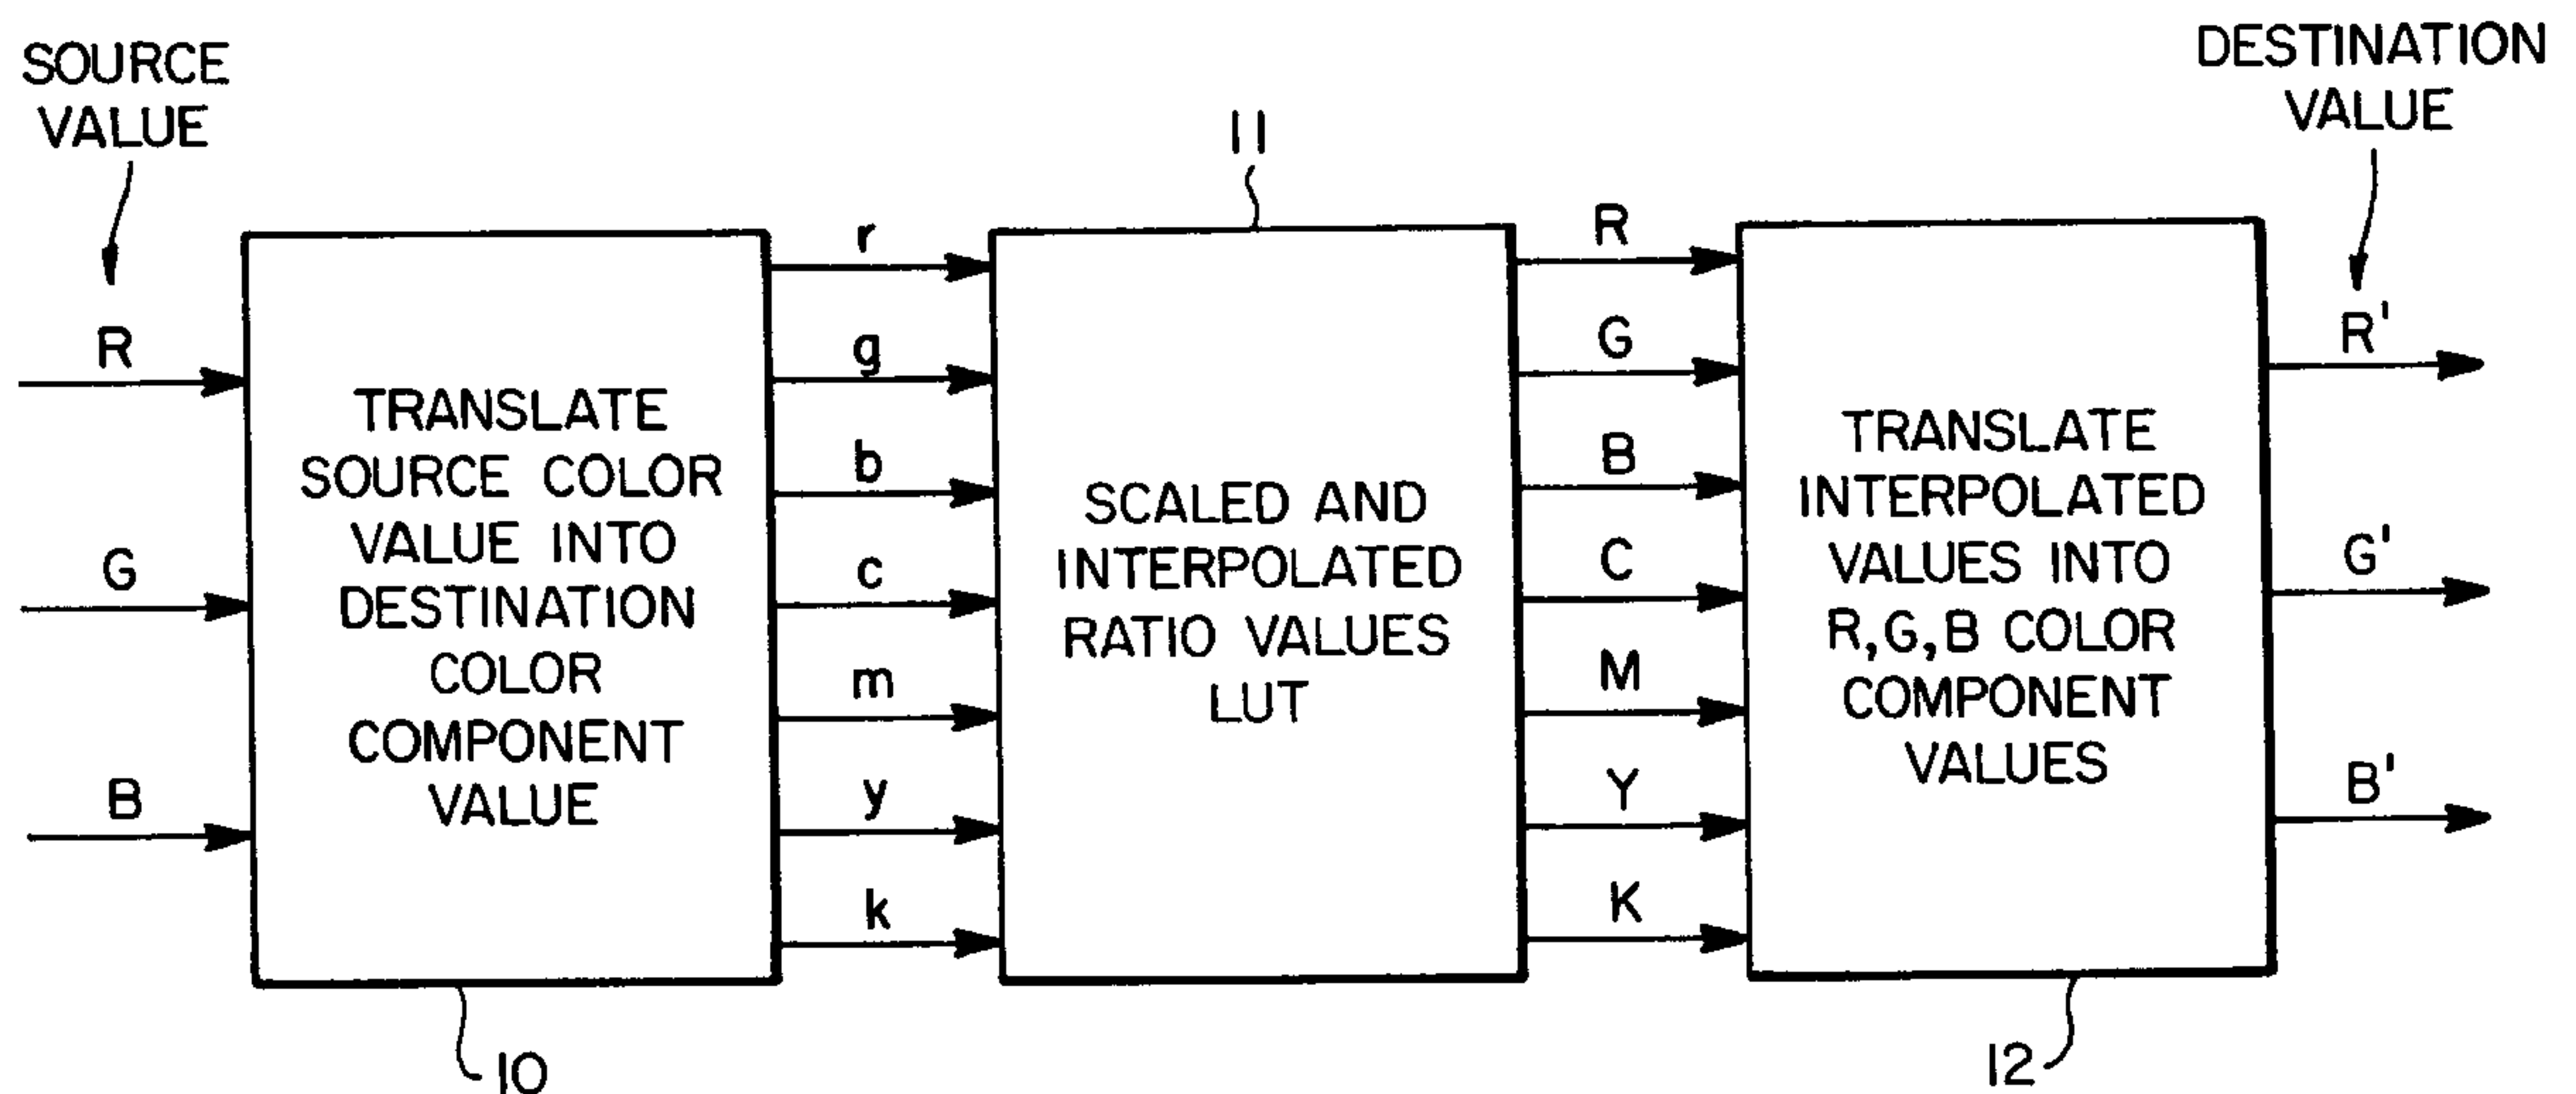 SOURCE
VALUE
R
G
B
TRANSLATE
SOURCE COLOR
VALUE INTO
DESTINATION
COLOR
COMPONENT
VALUE
10
r
g
b
c
m
y
k
11
SCALED AND
INTERPOLATED
RATIO VALUES
LUT
R
G
B
C
M
Y
K
TRANSLATE
INTERPOLATED
VALUES INTO
R,G,B COLOR
COMPONENT
VALUES
12
DESTINATION
VALUE
R'
G'
B'